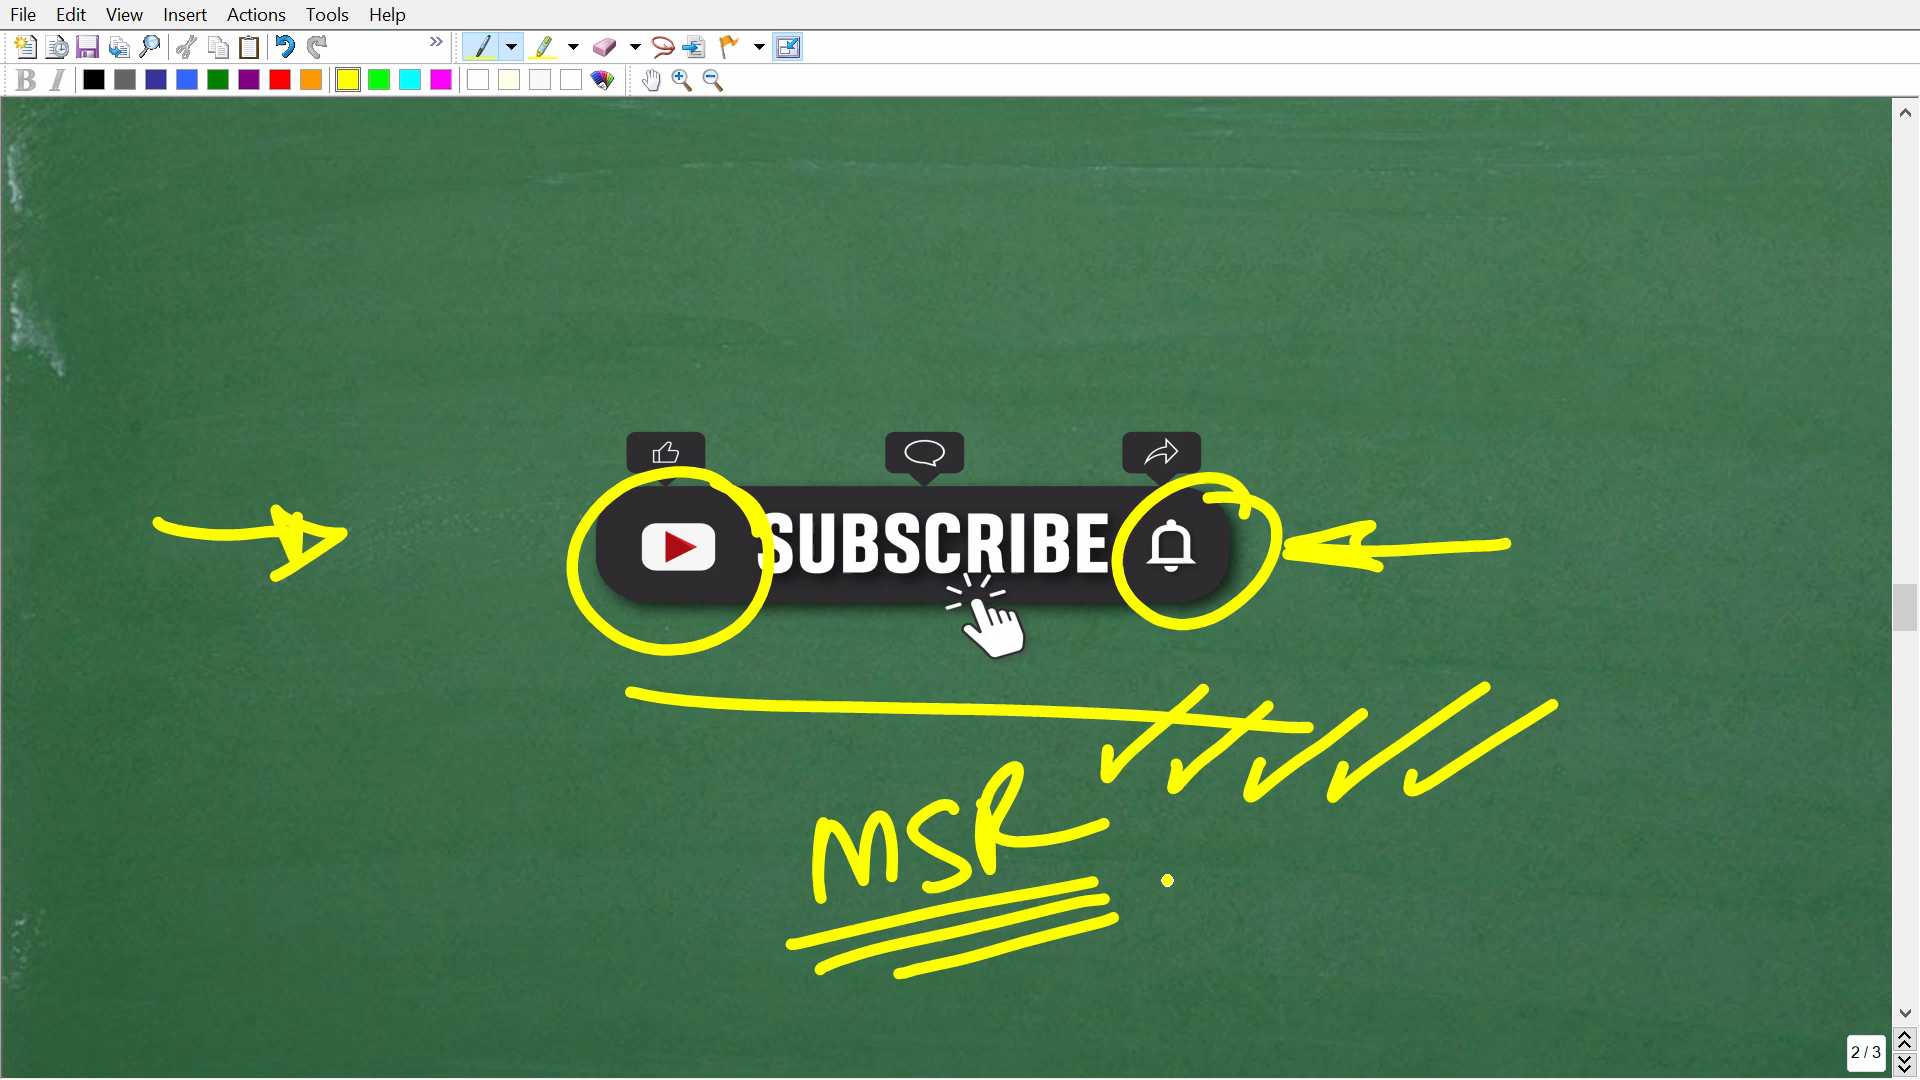 File Edit View Insert Actions Tools Help
B I
SUBSCRIBE
MSR
2 / 3